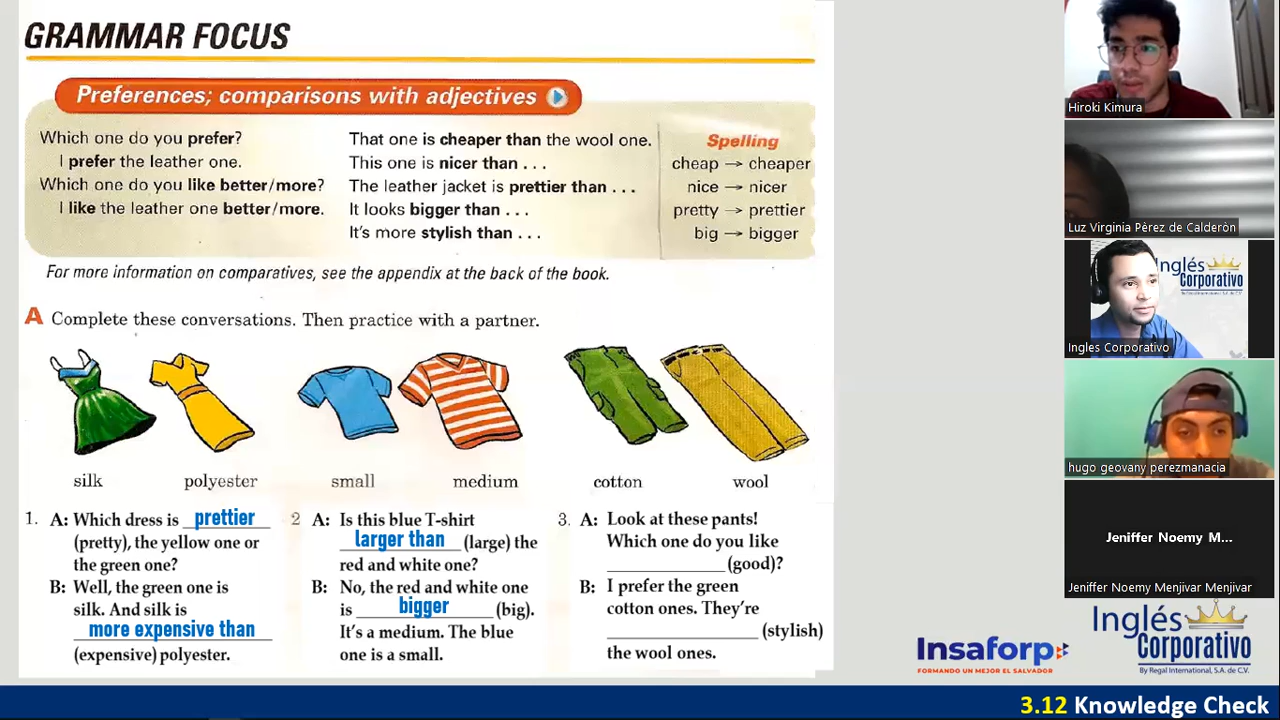 GRAMMAR FOCUS
Preferences; comparisons with adjectives
Which one do you prefer?
I prefer the leather one.
Which one do you like better/more?
I like the leather one better/more.
That one is cheaper than the wool one.
This one is nicer than . . .
The leather jacket is prettier than . . .
It looks bigger than . . .
It's more stylish than . . .
Spelling
cheap → cheaper
nice → nicer
pretty → prettier
big → bigger
For more information on comparatives, see the appendix at the back of the book.
A Complete these conversations. Then practice with a partner.
silk polyester small medium cotton wool
1. A: Which dress is prettier
(pretty), the yellow one or
the green one?
B: Well, the green one is
silk. And silk is
more expensive than
(expensive) polyester.
2 A: Is this blue T-shirt
larger than (large) the
red and white one?
B: No, the red and white one
is bigger (big).
It's a medium. The blue
one is a small.
3. A: Look at these pants!
Which one do you like
____________ (good)?
B: I prefer the green
cotton ones. They're
_______________ (stylish)
the wool ones.
Hiroki Kimura
Luz Virginia Pèrez de Calderòn
Inglés
Corporativo
By Regal International, S.A. de C.V.
Ingles Corporativo
hugo geovany perezmanacia
Jeniffer Noemy M...
Jeniffer Noemy Menjivar Menjivar
Insaforp
FORMANDO UN MEJOR EL SALVADOR
Inglés
Corporativo
By Regal International, S.A. de C.V.
3.12 Knowledge Check